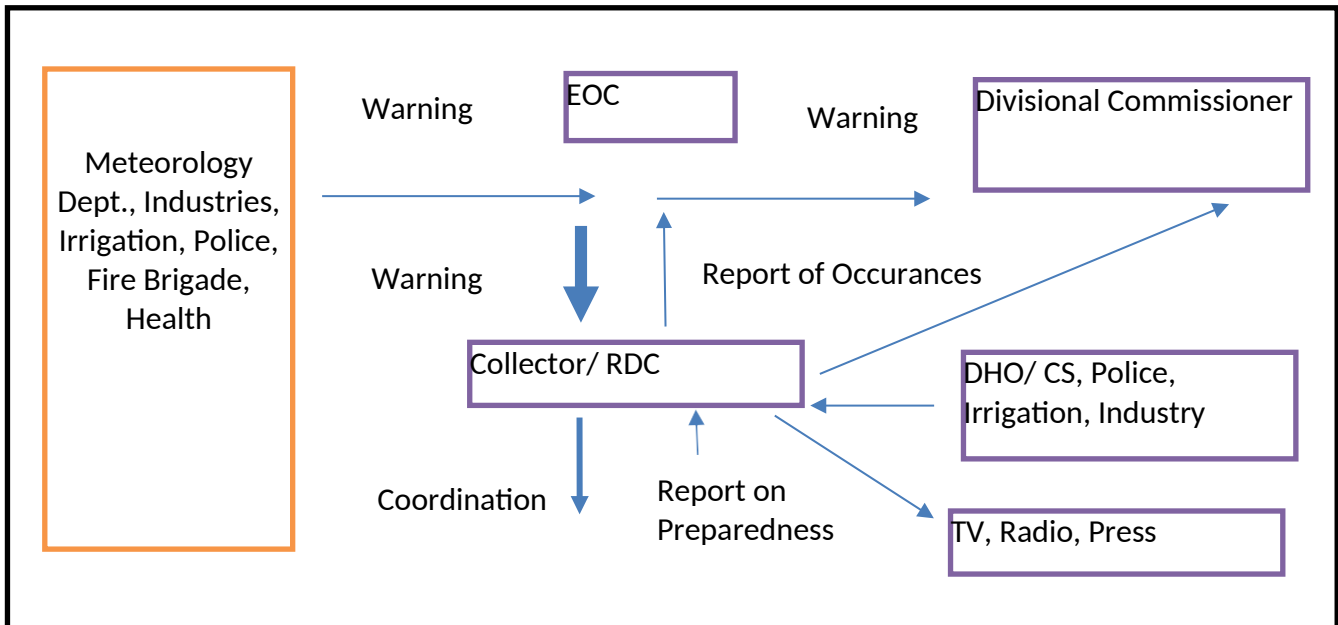 Meteorology
Dept., Industries,
Irrigation, Police,
Fire Brigade,
Health
Warning
EOC
Warning
Divisional Commissioner
Warning
Report of Occurances
Collector/ RDC
DHO/ CS, Police,
Irrigation, Industry
Coordination
Report on
Preparedness
TV, Radio, Press